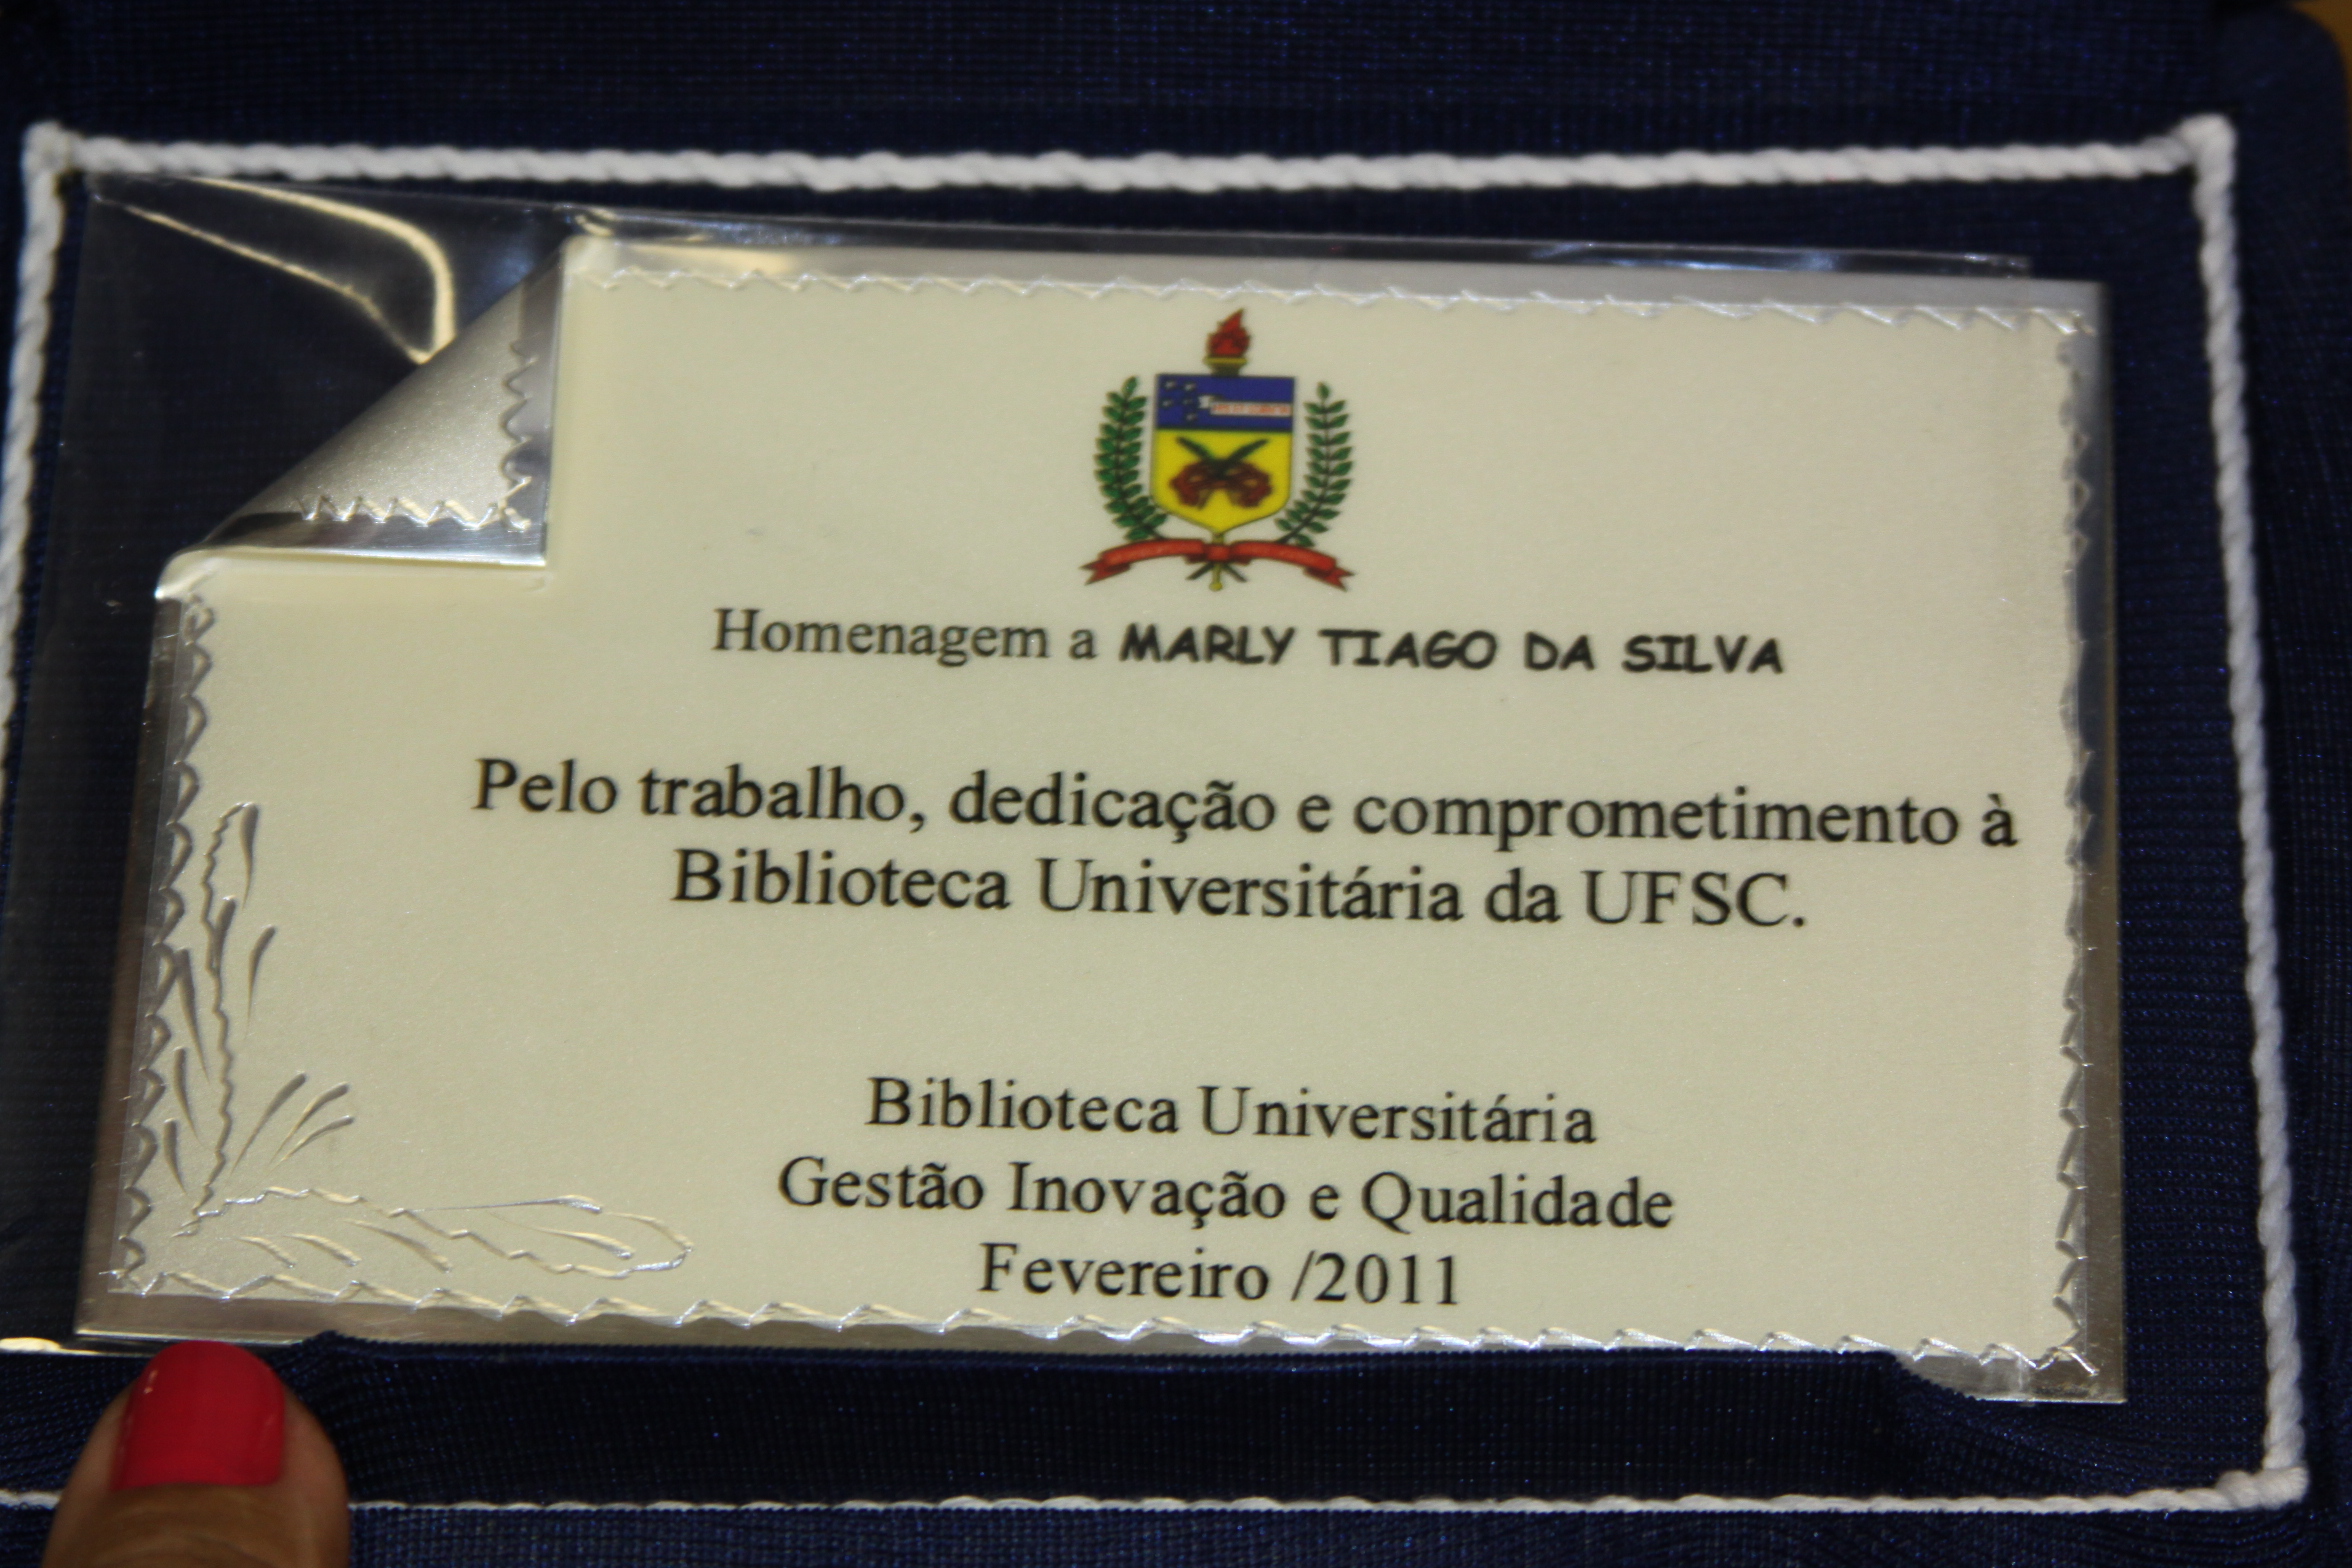 Homenagem a MARLY TIAGO DA SILVA
Pelo trabalho, dedicação e comprometimento à
Biblioteca Universitária da UFSC.
Biblioteca Universitária
Gestão Inovação e Qualidade
Fevereiro /2011